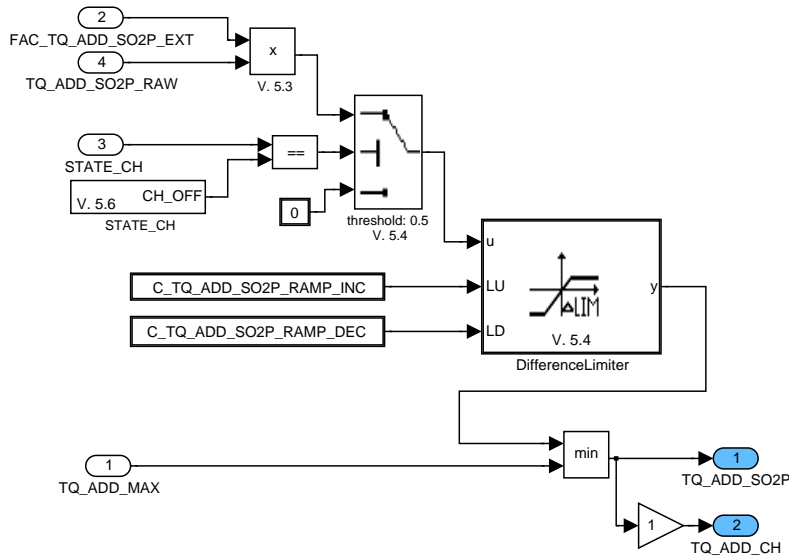 2
FAC_TQ_ADD_SO2P_EXT
4
TQ_ADD_SO2P_RAW
x
V. 5.3
3
STATE_CH
==
CH_OFF
V. 5.6
STATE_CH
0
threshold: 0.5
V. 5.4
u
C_TQ_ADD_SO2P_RAMP_INC
LU
y
ΔLIM
C_TQ_ADD_SO2P_RAMP_DEC
LD
V. 5.4
DifferenceLimiter
min
1
TQ_ADD_MAX
1
TQ_ADD_SO2P
1
2
TQ_ADD_CH